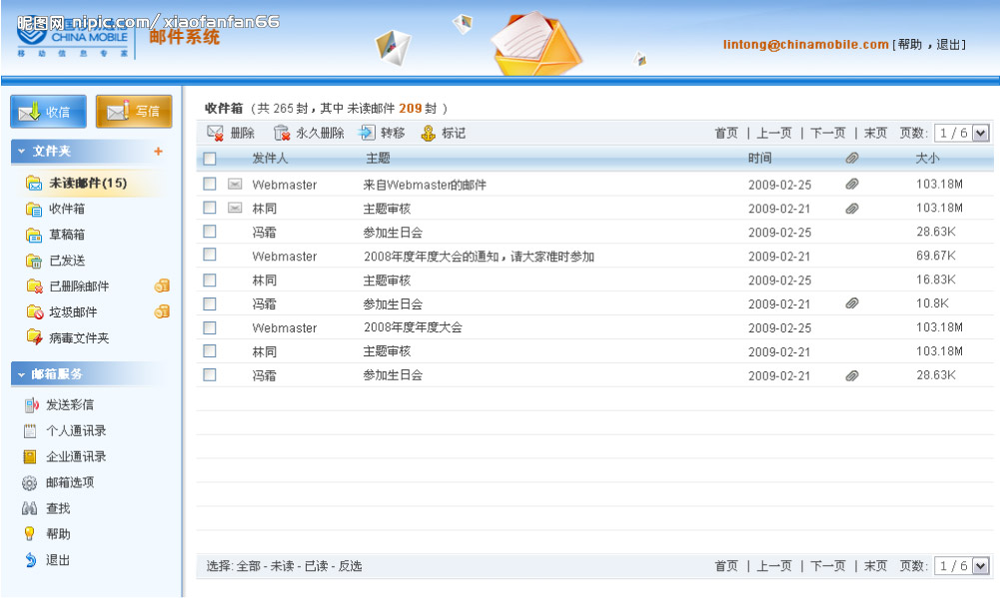 昵图网 nipic.com/xiaofanfan66
CHINA MOBILE
移动信息专家
邮件系统
lintong@chinamobile.com [帮助，退出]
收信 写信
文件夹 +
未读邮件(15)
收件箱
草稿箱
已发送
已删除邮件
垃圾邮件
病毒文件夹
邮箱服务
发送彩信
个人通讯录
企业通讯录
邮箱选项
查找
帮助
退出
收件箱（共 265 封，其中 未读邮件 209 封 ）
删除 永久删除 转移 标记 首页 | 上一页 | 下一页 | 末页 页数: 1 / 6
发件人 主题 时间 大小
Webmaster 来自Webmaster的邮件 2009-02-25 103.18M
林同 主题审核 2009-02-21 103.18M
冯霜 参加生日会 2009-02-25 28.63K
Webmaster 2008年度年度大会的通知，请大家准时参加 2009-02-21 69.67K
林同 主题审核 2009-02-25 16.83K
冯霜 参加生日会 2009-02-21 10.8K
Webmaster 2008年度年度大会 2009-02-25 103.18M
林同 主题审核 2009-02-21 103.18M
冯霜 参加生日会 2009-02-21 28.63K
选择: 全部 - 未读 - 已读 - 反选 首页 | 上一页 | 下一页 | 末页 页数: 1 / 6